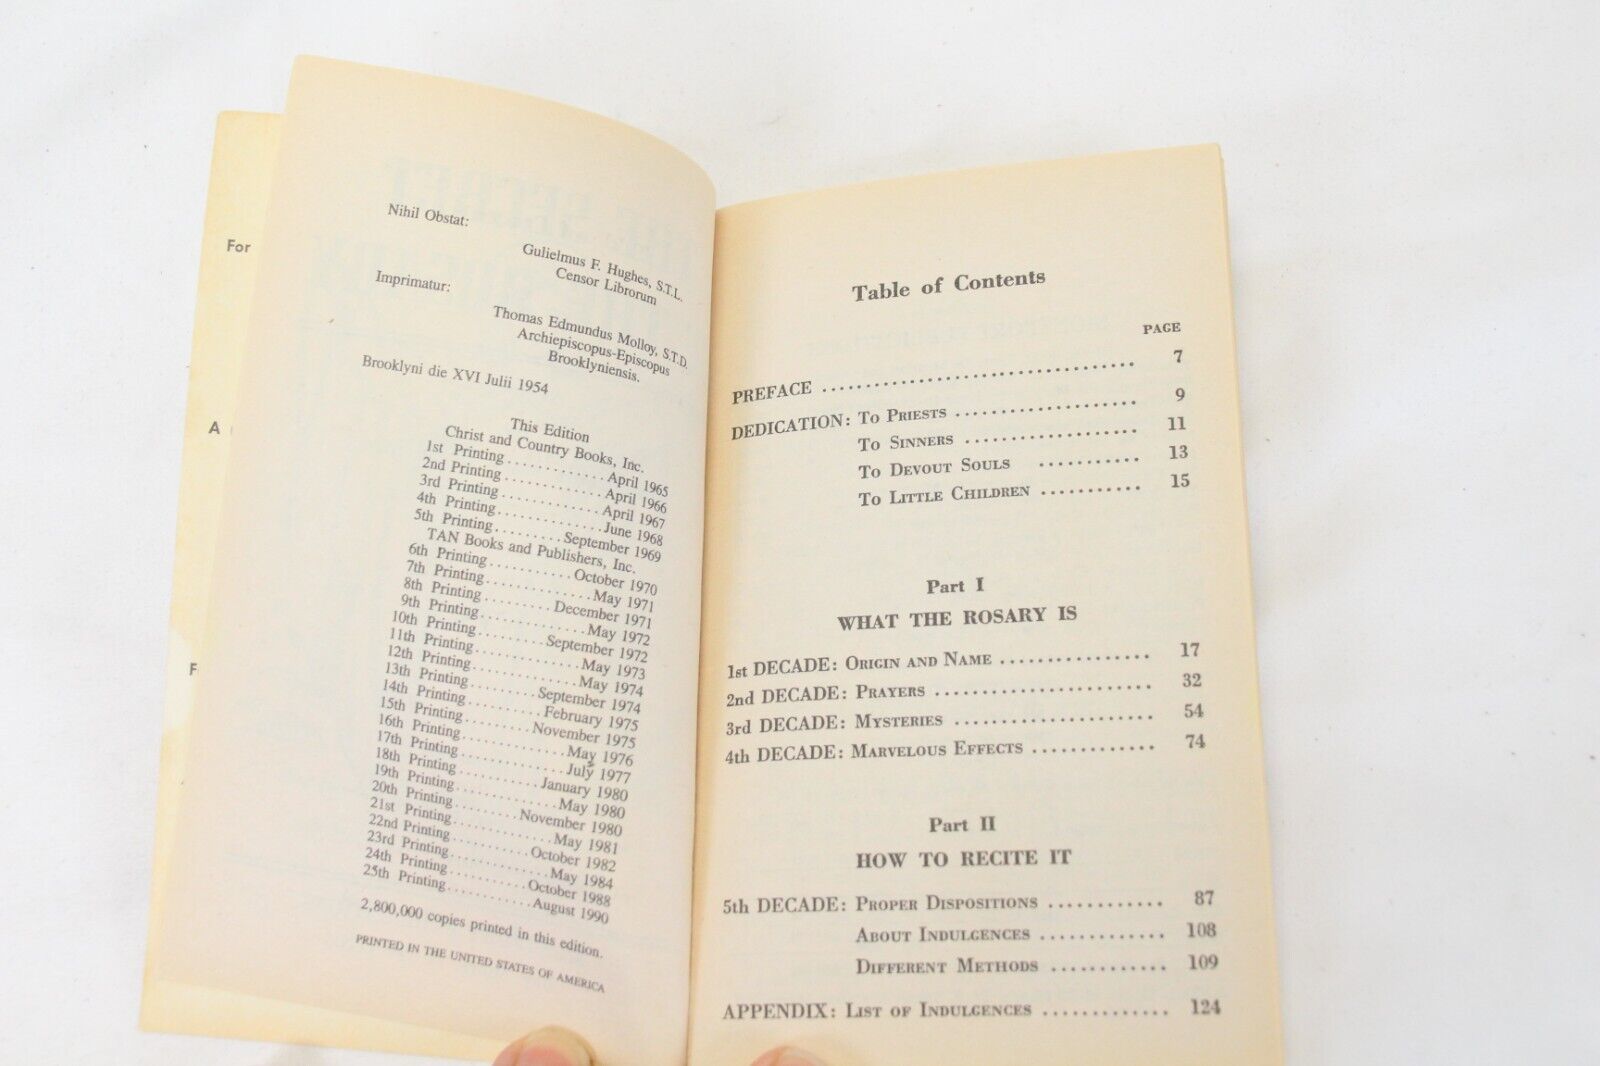 For
A
F
Nihil Obstat:
Gulielmus F. Hughes, S.T.L.
Censor Librorum
Imprimatur:
Thomas Edmundus Molloy, S.T.D.
Archiepiscopus-Episcopus
Brooklyniensis.
Brooklyni die XVI Julii 1954
This Edition
Christ and Country Books, Inc.
1st Printing............April 1965
2nd Printing............April 1966
3rd Printing............April 1967
4th Printing.............June 1968
5th Printing........September 1969
TAN Books and Publishers, Inc.
6th Printing..........October 1970
7th Printing.............May 1971
8th Printing.........December 1971
9th Printing.............May 1972
10th Printing........September 1972
11th Printing.............May 1973
12th Printing.............May 1974
13th Printing........September 1974
14th Printing.........February 1975
15th Printing.........November 1975
16th Printing.............May 1976
17th Printing............July 1977
18th Printing..........January 1980
19th Printing.............May 1980
20th Printing........November 1980
21st Printing.............May 1981
22nd Printing..........October 1982
23rd Printing............May 1984
24th Printing..........October 1988
25th Printing...........August 1990
2,800,000 copies printed in this edition.
PRINTED IN THE UNITED STATES OF AMERICA
Table of Contents
PAGE
PREFACE .................................. 7
DEDICATION: To Priests .................... 9
To Sinners ................... 11
To Devout Souls ........... 13
To Little Children ........... 15
Part I
WHAT THE ROSARY IS
1st DECADE: Origin and Name ................ 17
2nd DECADE: Prayers ....................... 32
3rd DECADE: Mysteries ..................... 54
4th DECADE: Marvelous Effects ............. 74
Part II
HOW TO RECITE IT
5th DECADE: Proper Dispositions ............ 87
About Indulgences ............. 108
Different Methods ............ 109
APPENDIX: List of Indulgences ............. 124